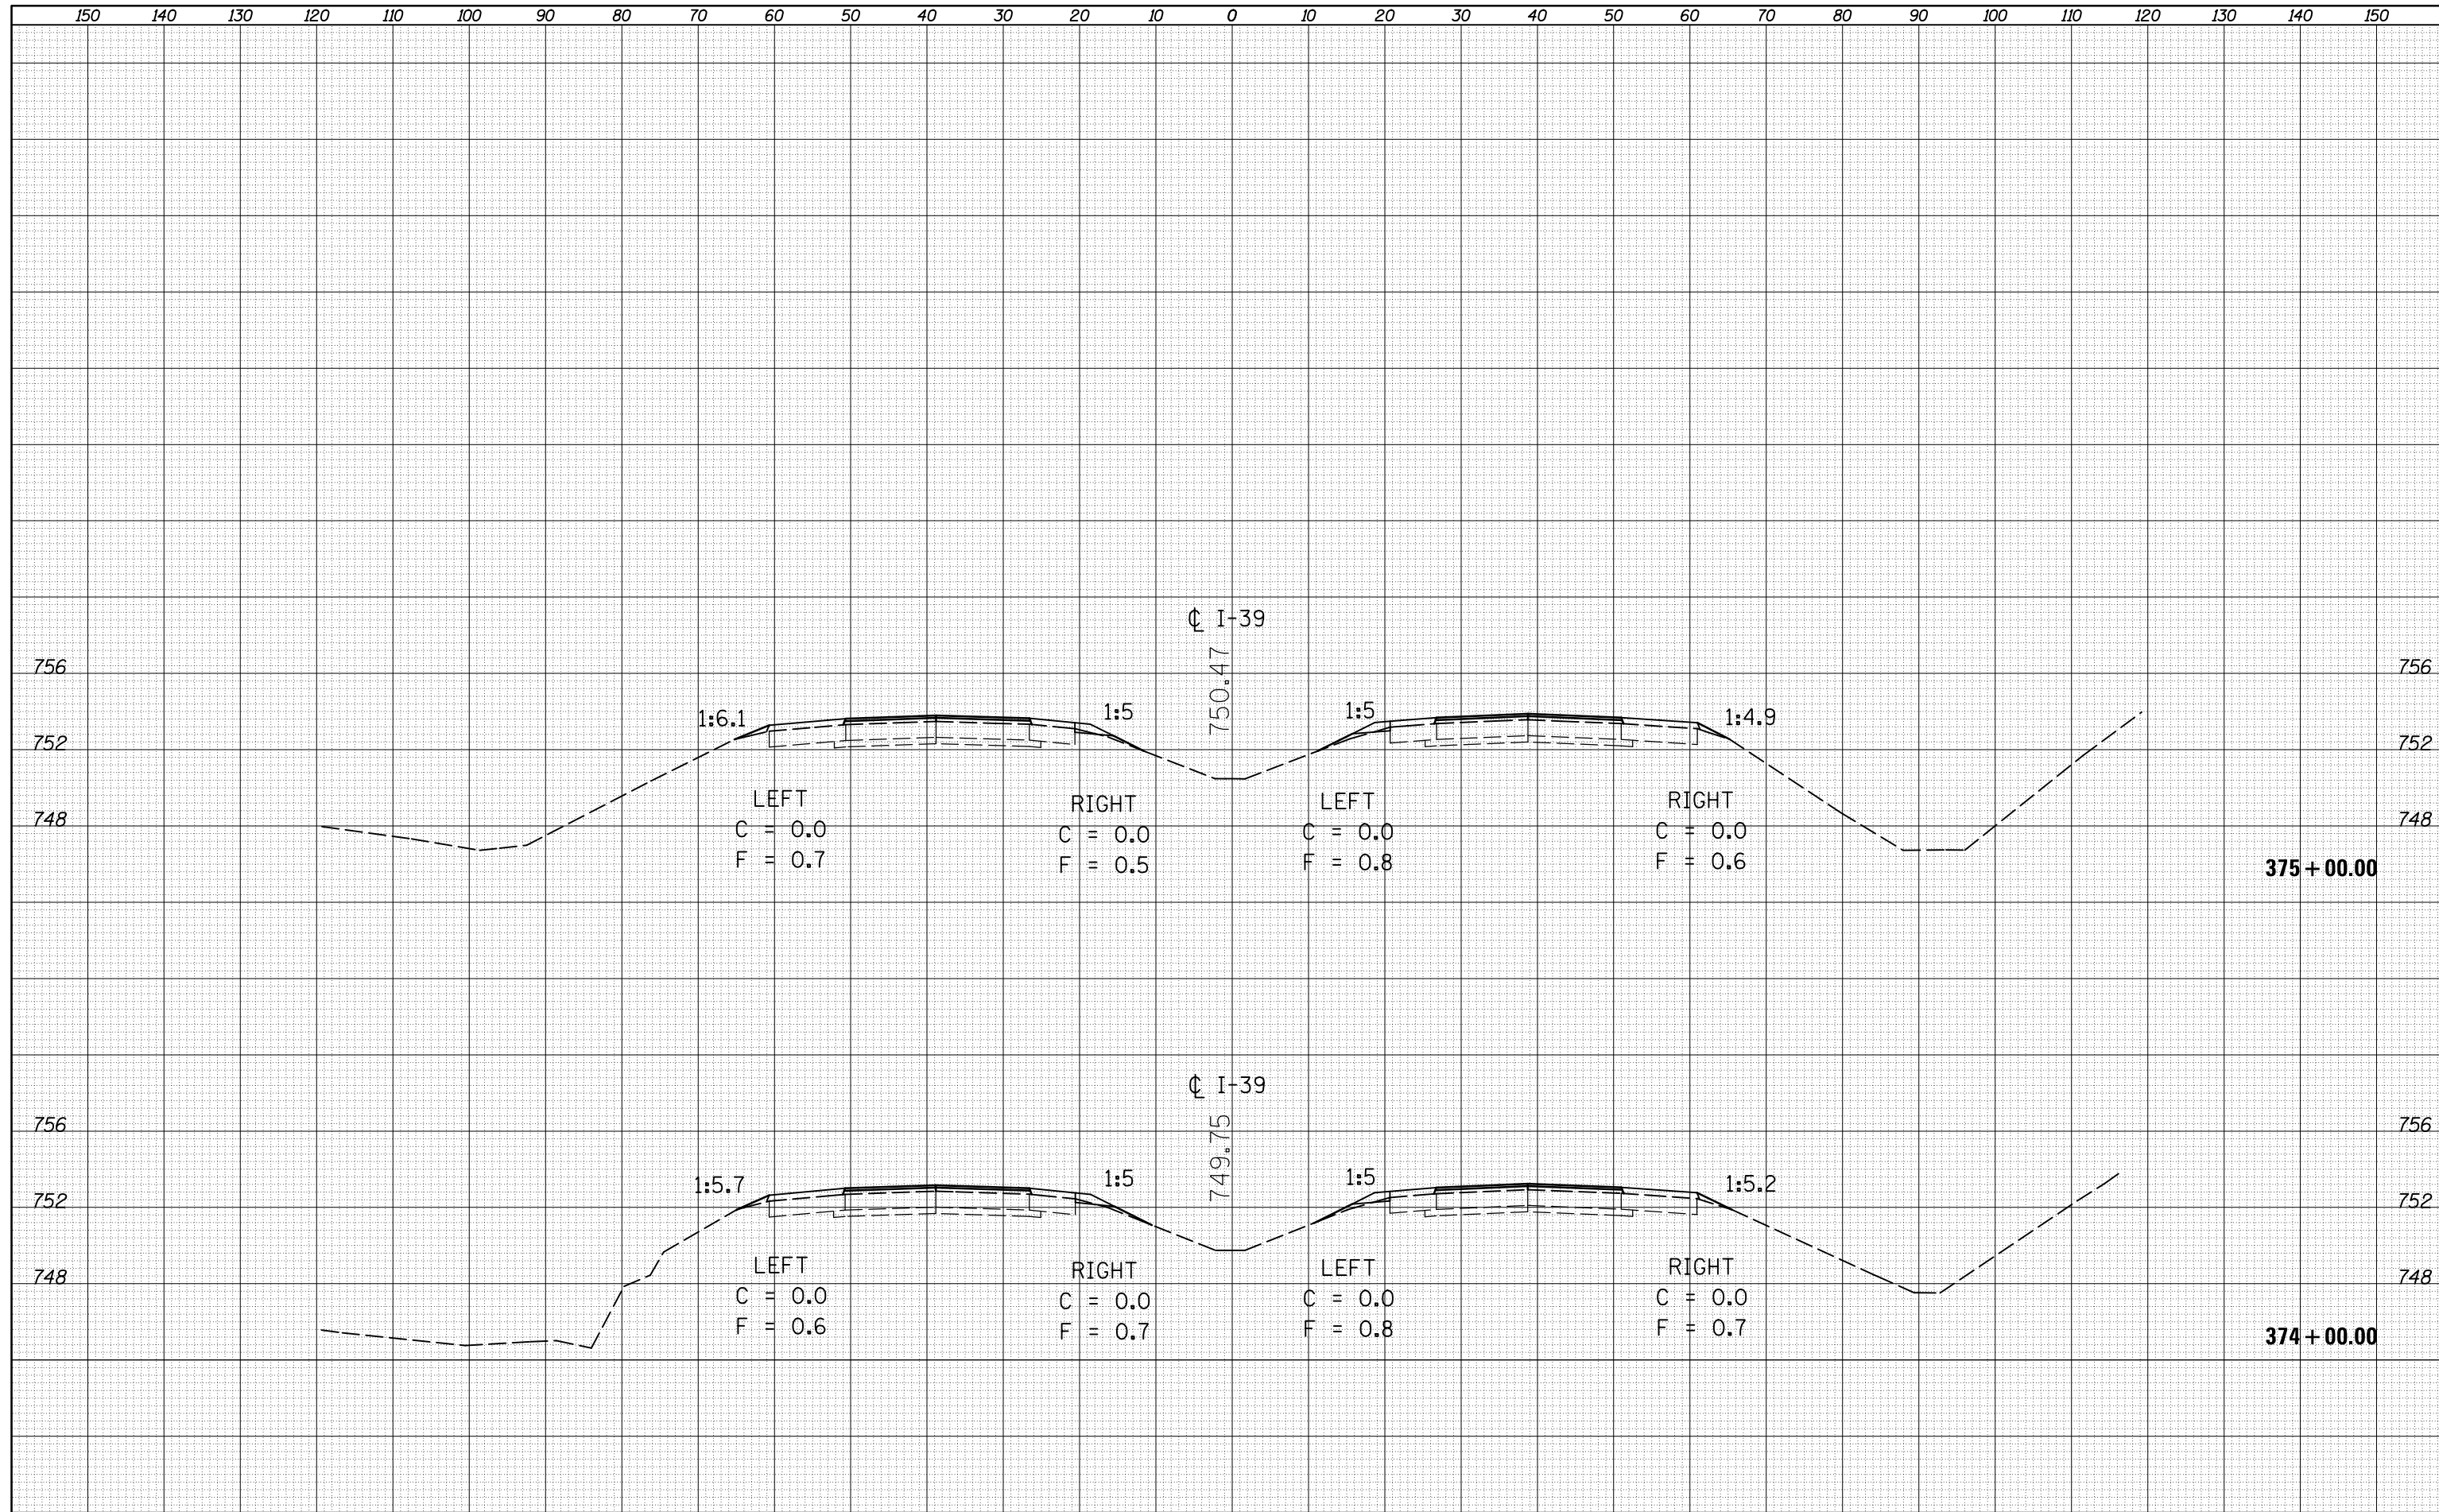 150 140 130 120 110 100 90 80 70 60 50 40 30 20 10 0 10 20 30 40 50 60 70 80 90 100 110 120 130 140 150
℄ I-39
750.47
756 756
1:6.1 1:5 1:5 1:4.9
752 752
LEFT RIGHT LEFT RIGHT
C = 0.0 C = 0.0 C = 0.0 C = 0.0
748 748
F = 0.7 F = 0.5 F = 0.8 F = 0.6
375+00.00
℄ I-39
749.75
756 756
1:5.7 1:5 1:5 1:5.2
752 752
LEFT RIGHT LEFT RIGHT
748 748
C = 0.0 C = 0.0 C = 0.0 C = 0.0
F = 0.6 F = 0.7 F = 0.8 F = 0.7
374+00.00